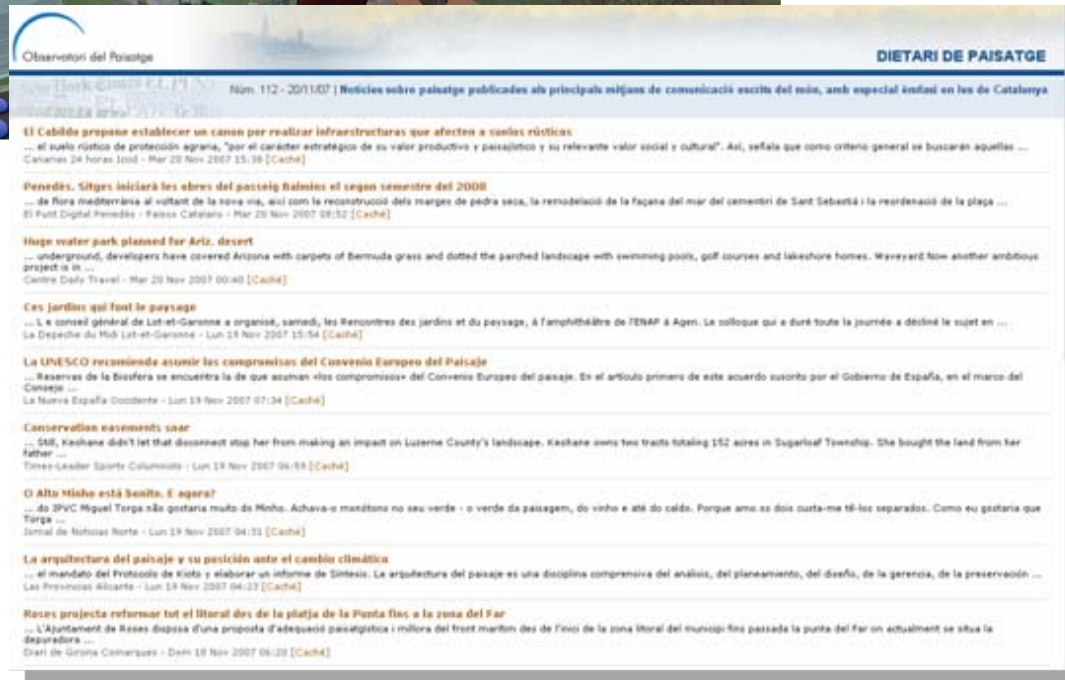 Observatori del Paisatge
DIETARI DE PAISATGE
Núm. 112 - 20/11/07 | Notícies sobre paisatge publicades als principals mitjans de comunicació escrits del món, amb especial èmfasi en les de Catalunya
El Cabildo propone establecer un canon por realizar infraestructuras que afecten a suelos rústicos
... el suelo rústico de protección agraria, "por el carácter estratégico de su valor productivo y paisajístico y su relevante valor social y cultural". Así, señala que como criterio general se buscarán aquellas ...
Canarias 24 horas Icod - Mar 20 Nov 2007 15:38 [Caché]
Penedès. Sitges iniciarà les obres del passeig Balmins el segon semestre del 2008
... de flora mediterrània al voltant de la nova via, així com la reconstrucció dels marges de pedra seca, la remodelació de la façana del mar del cementiri de Sant Sebastià i la reordenació de la plaça ...
El Punt Digital Penedès - Països Catalans - Mar 20 Nov 2007 08:52 [Caché]
Huge water park planned for Ariz. desert
... underground, developers have covered Arizona with carpets of Bermuda grass and dotted the parched landscape with swimming pools, golf courses and lakeshore homes. Waveyard Now another ambitious
project is in ...
Centre Daily Travel - Mar 20 Nov 2007 00:40 [Caché]
Ces jardins qui font le paysage
... L e conseil général de Lot-et-Garonne a organisé, samedi, les Rencontres des jardins et du paysage, à l'amphithéâtre de l'ENAP à Agen. Le colloque qui a duré toute la journée a décliné le sujet en ...
La Depeche du Midi Lot-et-Garonne - Lun 19 Nov 2007 15:54 [Caché]
La UNESCO recomienda asumir los compromisos del Convenio Europeo del Paisaje
... Reservas de la Biosfera se encuentra la de que asuman «los compromisos» del Convenio Europeo del paisaje. En el artículo primero de este acuerdo suscrito por el Gobierno de España, en el marco del
Consejo ...
La Nueva España Occidente - Lun 19 Nov 2007 07:34 [Caché]
Conservation easements soar
... Still, Keohane didn't let that disconnect stop her from making an impact on Luzerne County's landscape. Keohane owns two tracts totaling 152 acres in Sugarloaf Township. She bought the land from her
father ...
Times-Leader Sports Columnists - Lun 19 Nov 2007 06:59 [Caché]
O Alto Minho está bonito. E agora?
... do IPVC Miguel Torga não gostaria muito do Minho. Achava-o monótono no seu verde - o verde da paisagem, do vinho e até do caldo. Porque amo os dois custa-me tê-los separados. Como eu gostaria que
Torga ...
Jornal de Noticias Norte - Lun 19 Nov 2007 04:31 [Caché]
La arquitectura del paisaje y su posición ante el cambio climático
... el mandato del Protocolo de Kioto y elaborar un informe de Síntesis. La arquitectura del paisaje es una disciplina comprensiva del análisis, del planeamiento, del diseño, de la gerencia, de la preservación ...
Las Provincias Alicante - Lun 19 Nov 2007 04:23 [Caché]
Roses projecta reformar tot el litoral des de la platja de la Punta fins a la zona del Far
... L'Ajuntament de Roses disposa d'una proposta d'adequació paisatgística i millora del front marítim des de l'inici de la zona litoral del municipi fins passada la punta del Far on actualment se situa la
depuradora ...
Diari de Girona Comarques - Dom 18 Nov 2007 06:20 [Caché]